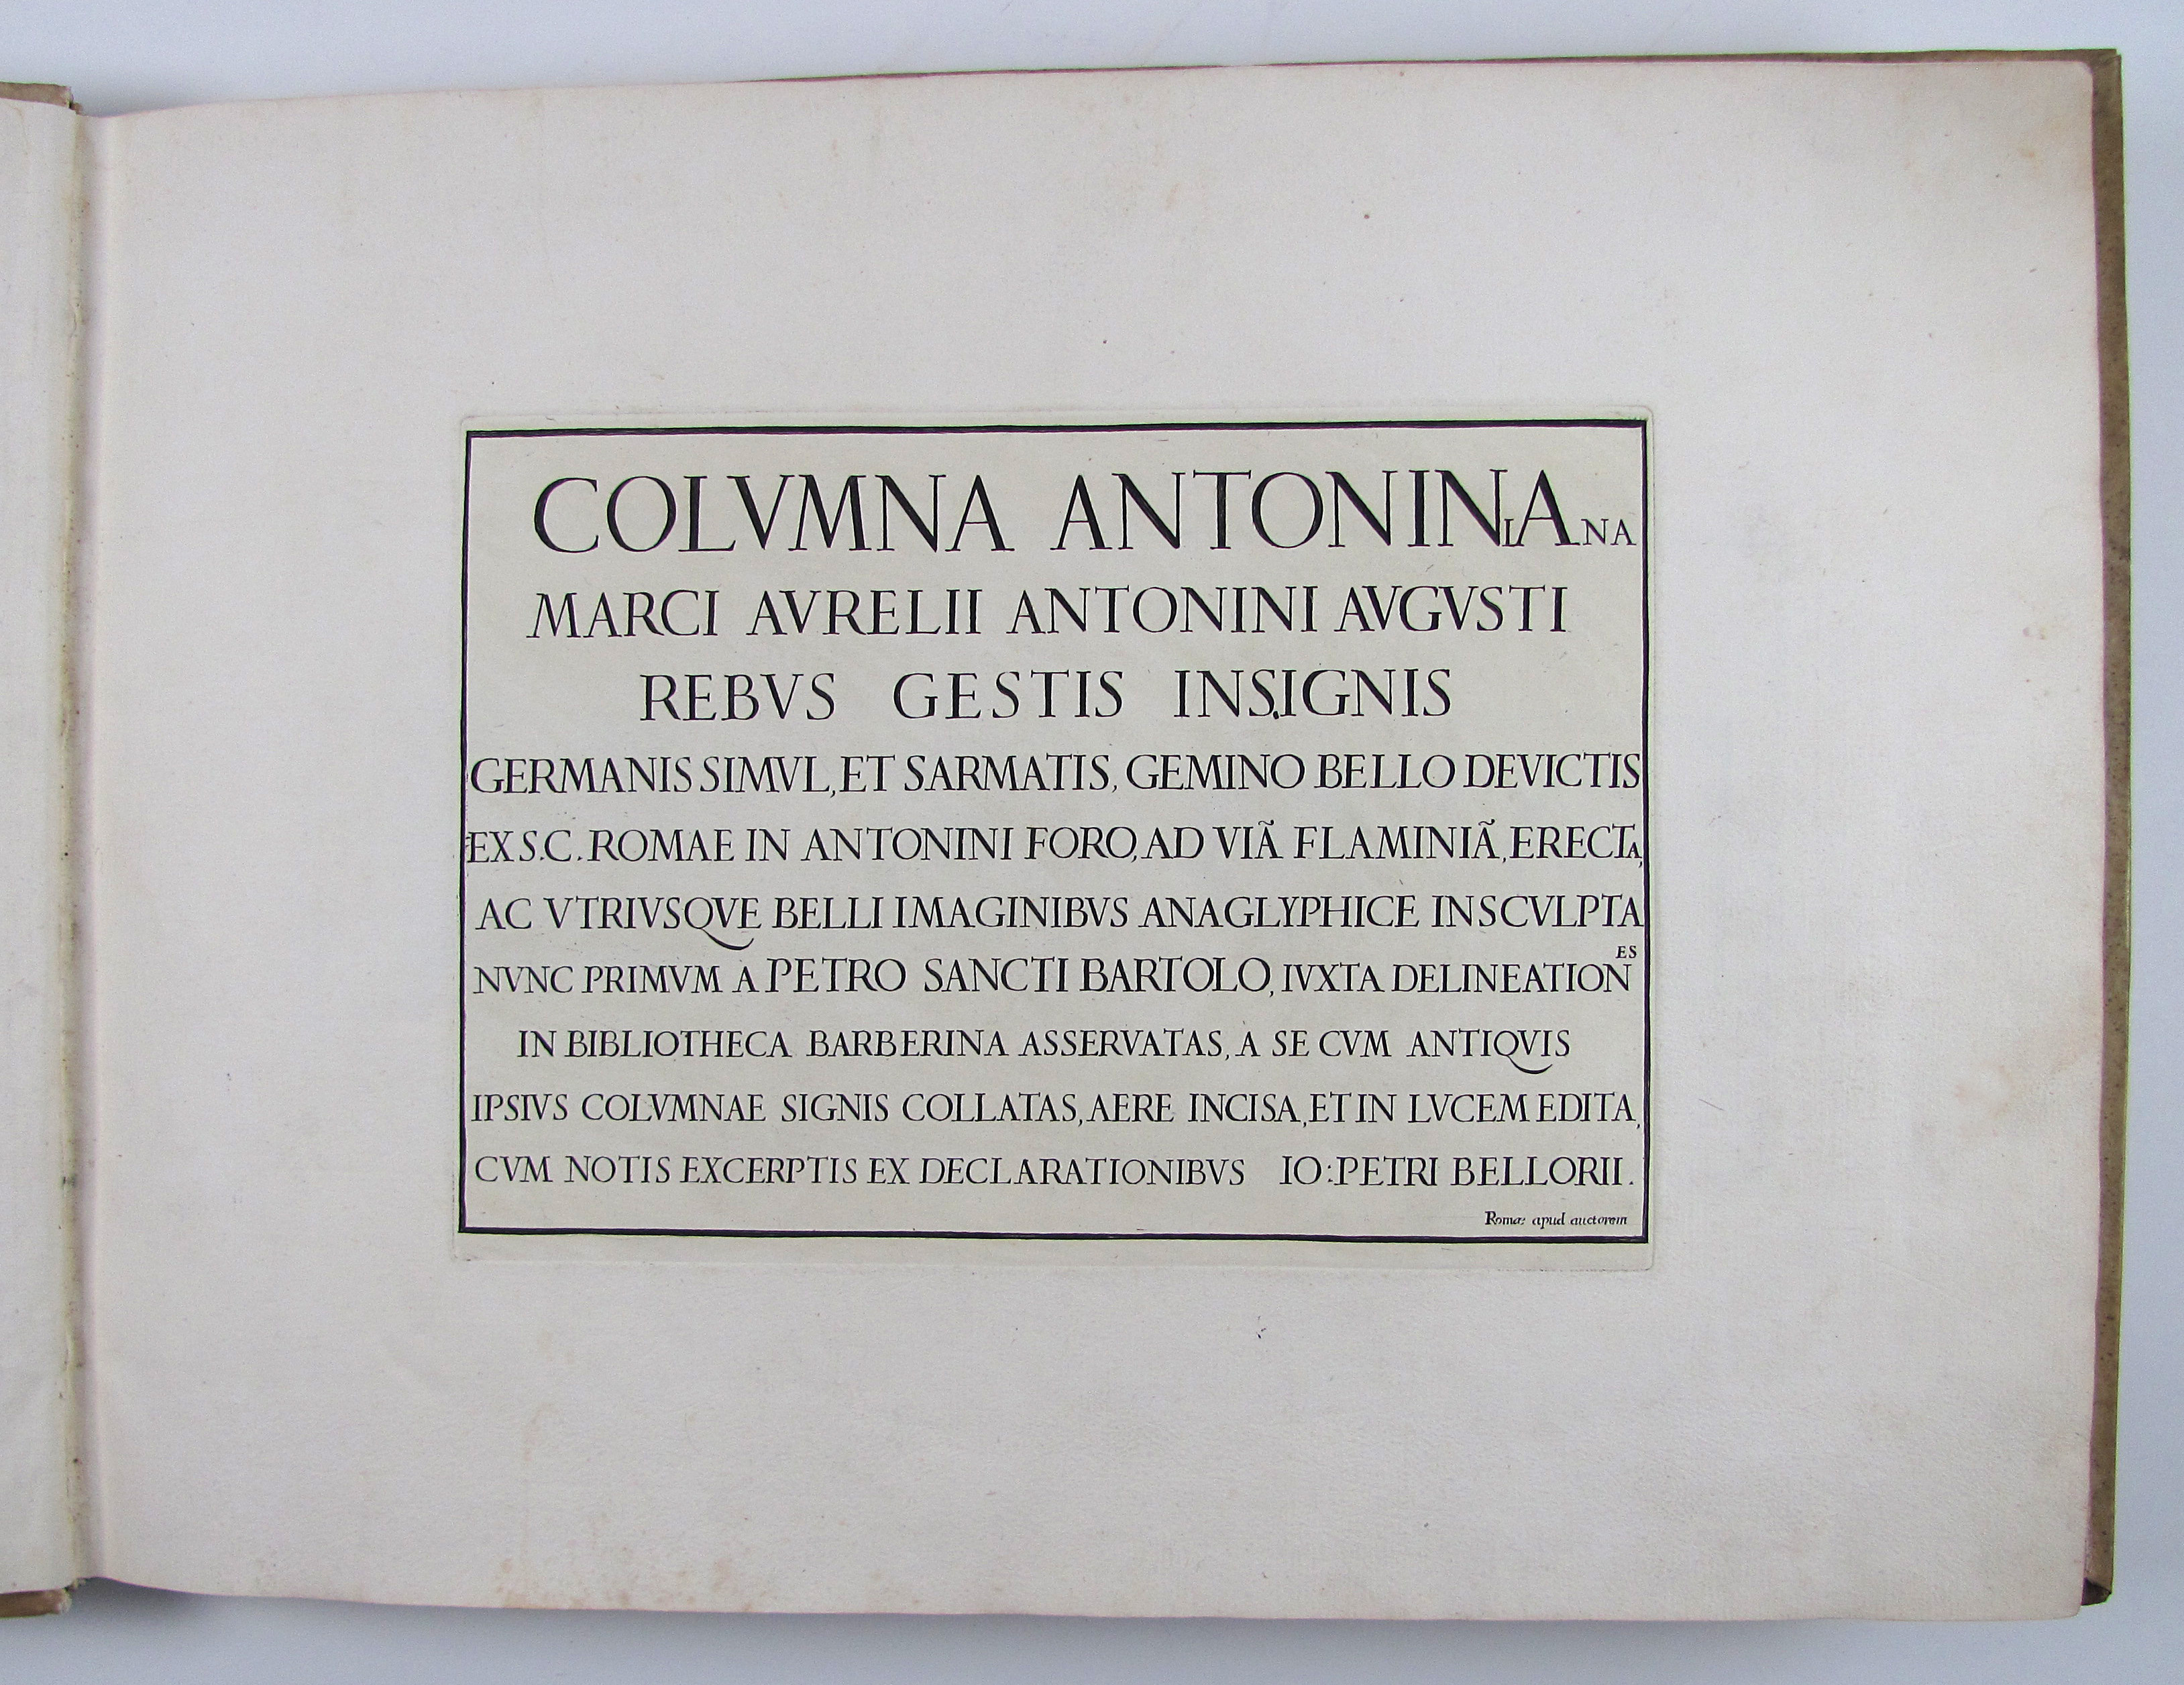 COLVMNA ANTONINIANA
MARCI AVRELII ANTONINI AVGVSTI
REBVS GESTIS INSIGNIS
GERMANIS SIMVL, ET SARMATIS, GEMINO BELLO DEVICTIS
EX S.C. ROMAE IN ANTONINI FORO, AD VIÃ FLAMINIÃ, ERECTA,
AC VTRIVSQVE BELLI IMAGINIBVS ANAGLYPHICE INSCVLPTA
NVNC PRIMVM A PETRO SANCTI BARTOLO, IVXTA DELINEATIONES
IN BIBLIOTHECA BARBERINA ASSERVATAS, A SE CVM ANTIQVIS
IPSIVS COLVMNAE SIGNIS COLLATAS, AERE INCISA, ET IN LVCEM EDITA,
CVM NOTIS EXCERPTIS EX DECLARATIONIBVS IO: PETRI BELLORII.
Romæ apud auctorem